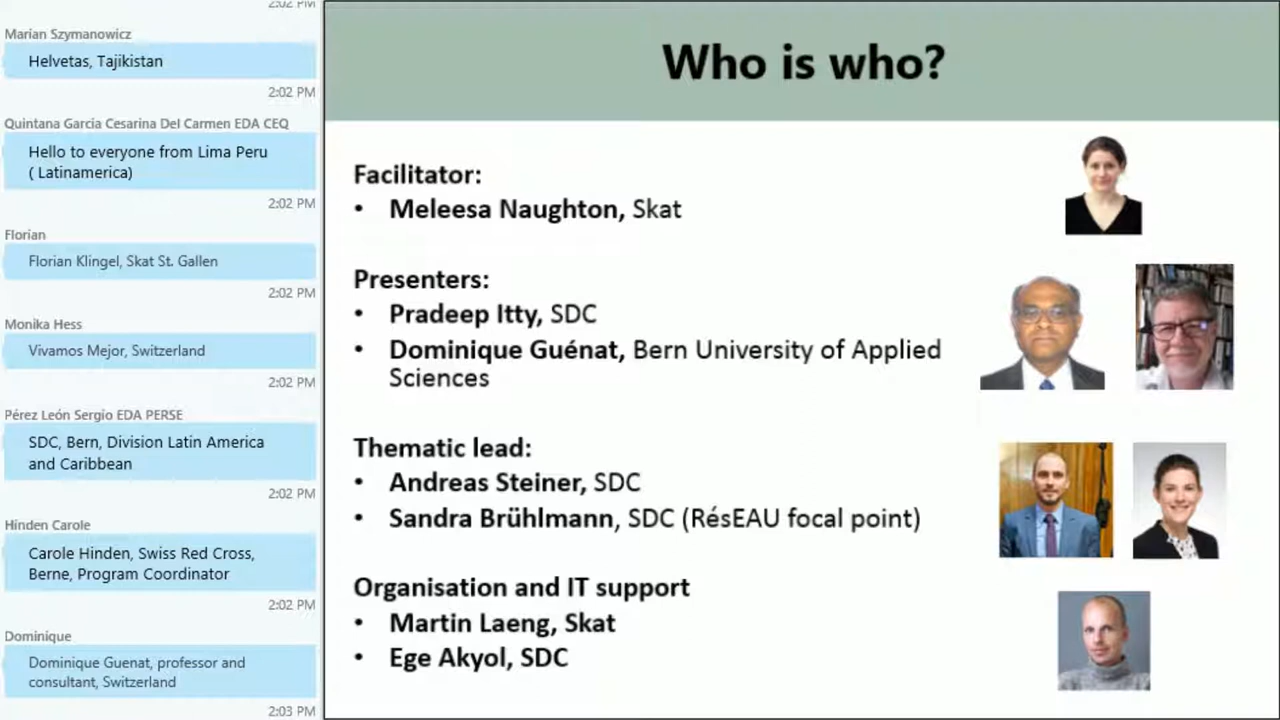 2:02 PM
Marian Szymanowicz
Helvetas, Tajikistan
2:02 PM
Quintana Garcia Cesarina Del Carmen EDA CEQ
Hello to everyone from Lima Peru
( Latinamerica)
2:02 PM
Florian
Florian Klingel, Skat St. Gallen
2:02 PM
Monika Hess
Vivamos Mejor, Switzerland
2:02 PM
Pérez León Sergio EDA PERSE
SDC, Bern, Division Latin America
and Caribbean
2:02 PM
Hinden Carole
Carole Hinden, Swiss Red Cross,
Berne, Program Coordinator
2:02 PM
Dominique
Dominique Guenat, professor and
consultant, Switzerland
2:03 PM
Who is who?
Facilitator:
• Meleesa Naughton, Skat
Presenters:
• Pradeep Itty, SDC
• Dominique Guénat, Bern University of Applied
Sciences
Thematic lead:
• Andreas Steiner, SDC
• Sandra Brühlmann, SDC (RésEAU focal point)
Organisation and IT support
• Martin Laeng, Skat
• Ege Akyol, SDC